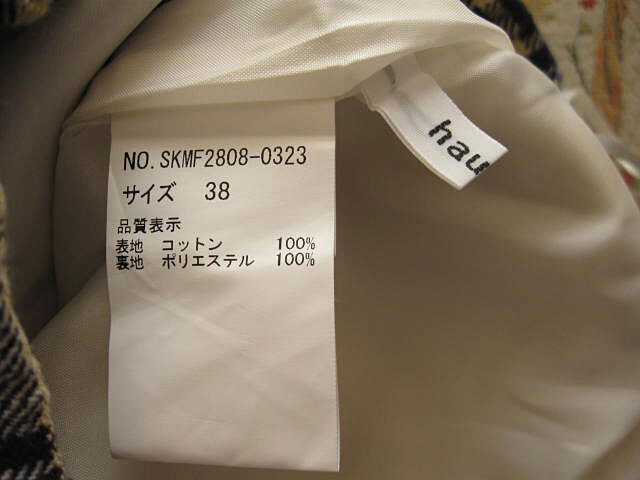 NO. SKMF2808-0323
サイズ 38
品質表示
表地 コットン 100%
裏地 ポリエステル 100%
hau